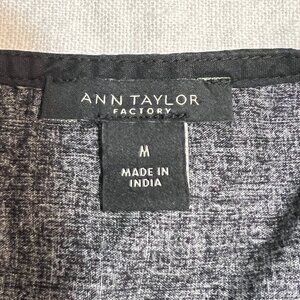 ANN TAYLOR
FACTORY
M
MADE IN
INDIA